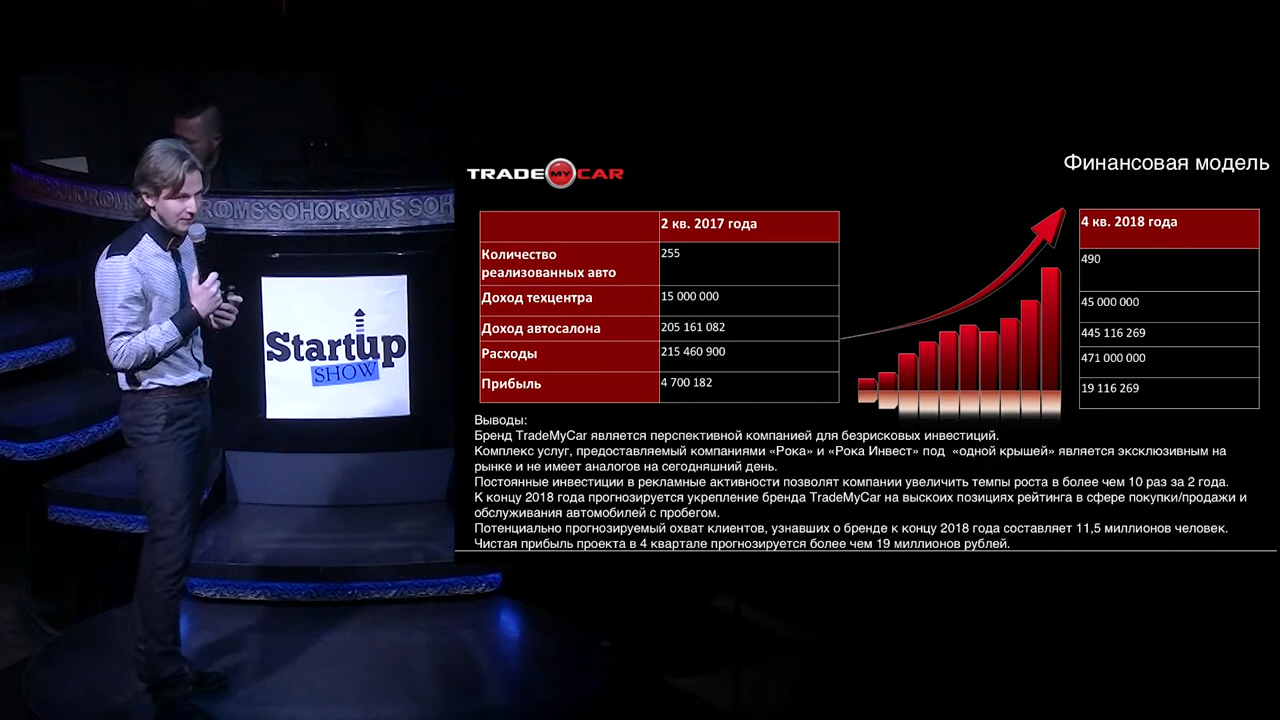 SOHO ROOMS SOHO ROOMS SOH
Startup
SHOW
TRADE MY CAR
Финансовая модель
2 кв. 2017 года
Количество реализованных авто
255
Доход техцентра
15 000 000
Доход автосалона
205 161 082
Расходы
215 460 900
Прибыль
4 700 182
4 кв. 2018 года
490
45 000 000
445 116 269
471 000 000
19 116 269
Выводы:
Бренд TradeMyCar является перспективной компанией для безрисковых инвестиций.
Комплекс услуг, предоставляемый компаниями «Рока» и «Рока Инвест» под «одной крышей» является эксклюзивным на
рынке и не имеет аналогов на сегодняшний день.
Постоянные инвестиции в рекламные активности позволят компании увеличить темпы роста в более чем 10 раз за 2 года.
К концу 2018 года прогнозируется укрепление бренда TradeMyCar на выскоих позициях рейтинга в сфере покупки/продажи и
обслуживания автомобилей с пробегом.
Потенциально прогнозируемый охват клиентов, узнавших о бренде к концу 2018 года составляет 11,5 миллионов человек.
Чистая прибыль проекта в 4 квартале прогнозируется более чем 19 миллионов рублей.